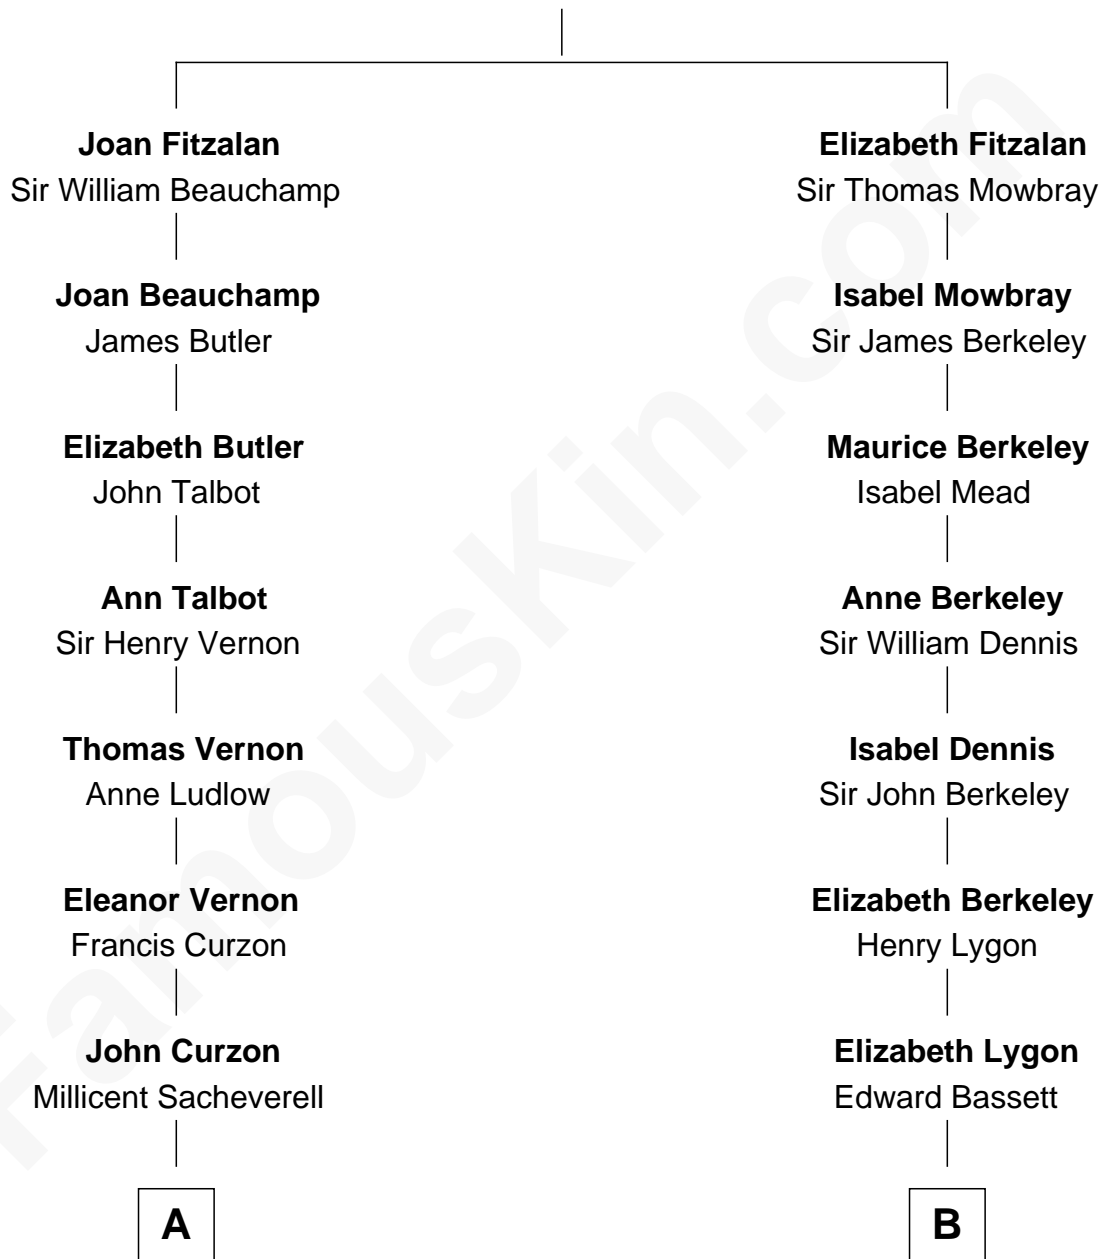 Joan Fitzalan
Sir William Beauchamp
Joan Beauchamp
James Butler
Elizabeth Butler
John Talbot
Ann Talbot
Sir Henry Vernon
Thomas Vernon
Anne Ludlow
Eleanor Vernon
Francis Curzon
John Curzon
Millicent Sacheverell
A
Elizabeth Fitzalan
Sir Thomas Mowbray
Isabel Mowbray
Sir James Berkeley
Maurice Berkeley
Isabel Mead
Anne Berkeley
Sir William Dennis
Isabel Dennis
Sir John Berkeley
Elizabeth Berkeley
Henry Lygon
Elizabeth Lygon
Edward Bassett
B
FamousKin.com